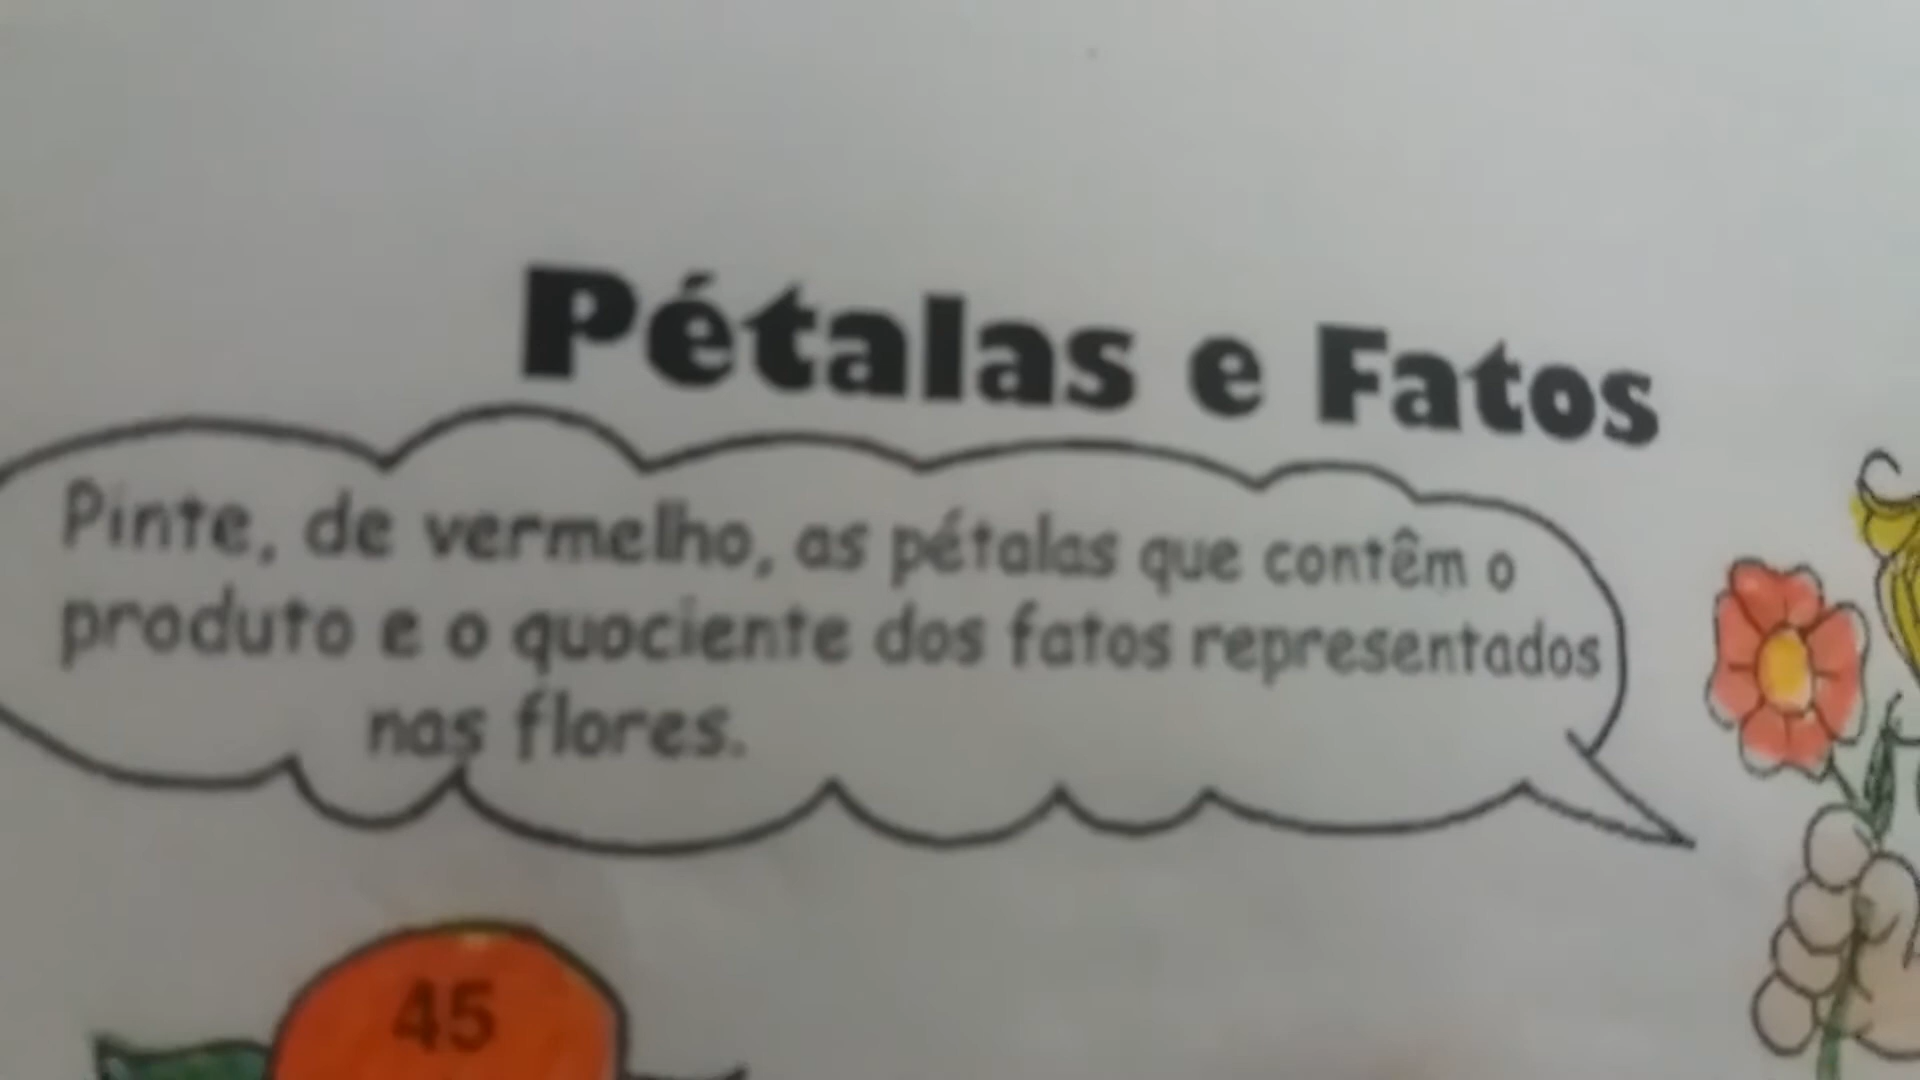 Pétalas e Fatos
Pinte, de vermelho, as pétalas que contêm o
produto e o quociente dos fatos representados
nas flores.
45